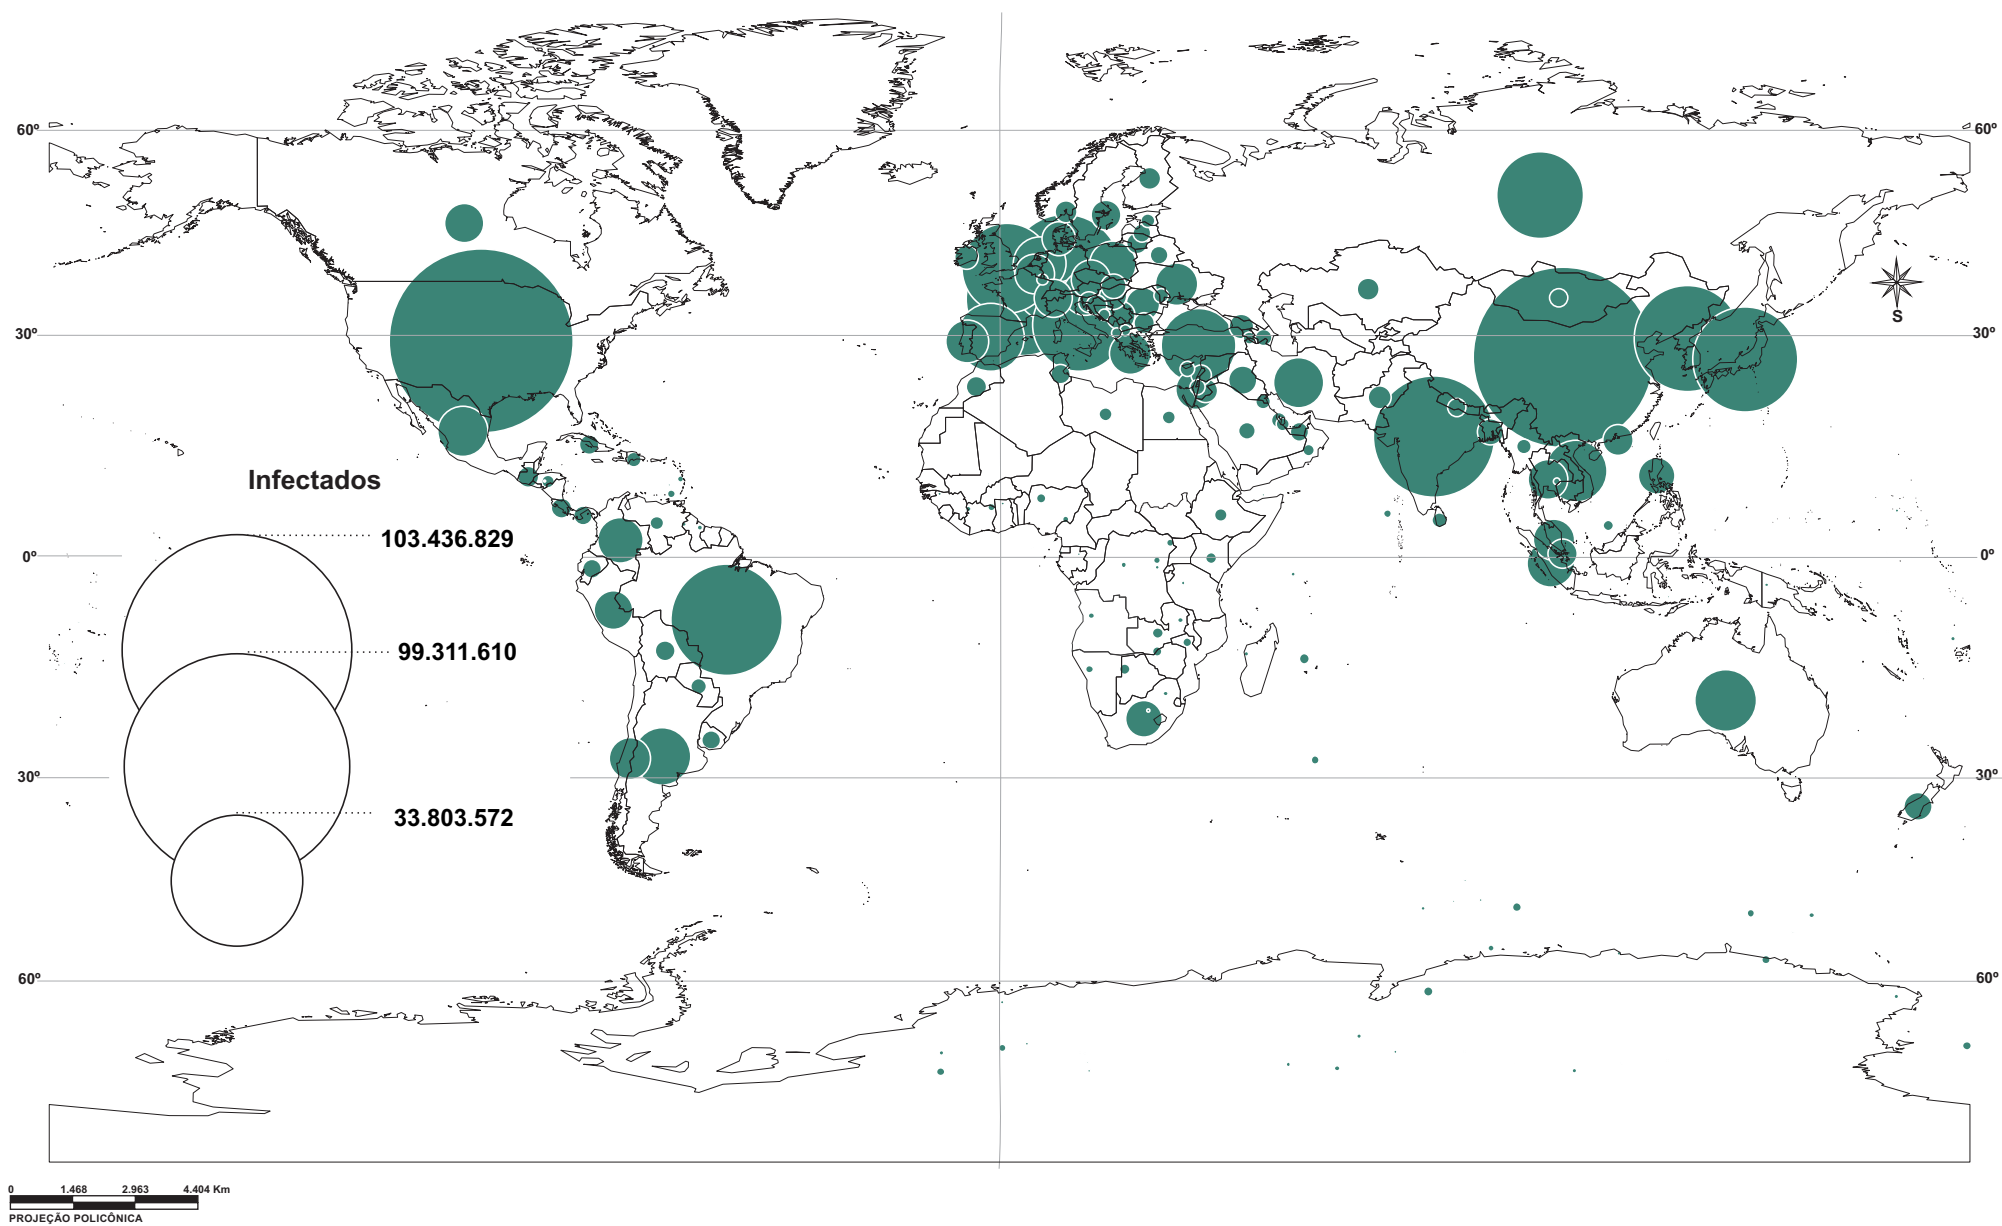 60º 60º
S
30º 30º
Infectados
103.436.829
0º 0º
99.311.610
30º 30º
33.803.572
60º 60º
0 1.468 2.963 4.404 Km
PROJEÇÃO POLICÔNICA